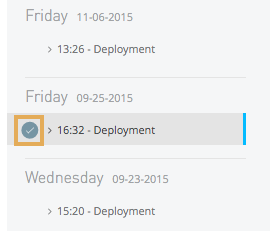 Friday 11-06-2015
> 13:26 - Deployment
Friday 09-25-2015
> 16:32 - Deployment
Wednesday 09-23-2015
> 15:20 - Deployment